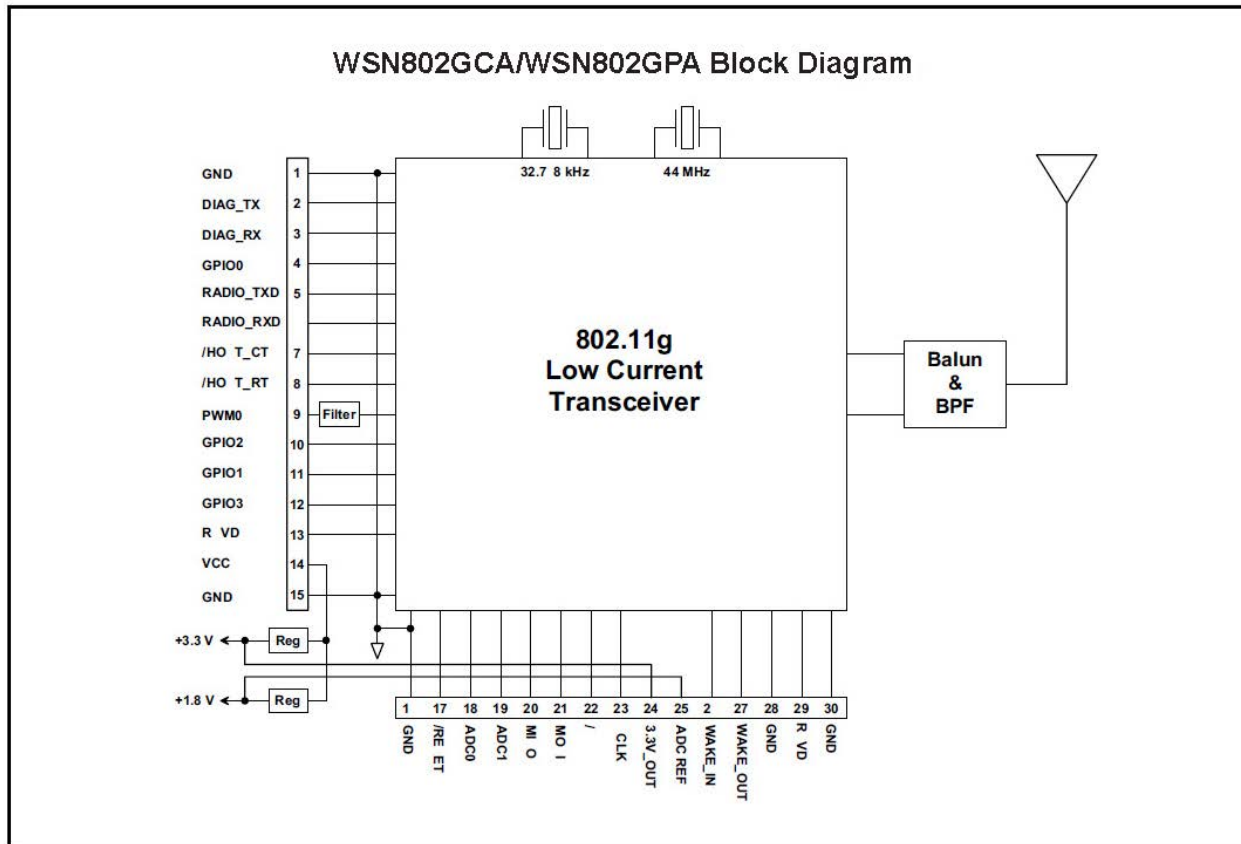 WSN802GCA/WSN802GPA Block Diagram
32.7 8 kHz
44 MHz
GND 1
DIAG_TX 2
DIAG_RX 3
GPIO0 4
RADIO_TXD 5
RADIO_RXD
/HO T_CT 7
/HO T_RT 8
PWM0 9 Filter
GPIO2 10
GPIO1 11
GPIO3 12
R VD 13
VCC 14
GND 15
802.11g
Low Current
Transceiver
Balun
&
BPF
+3.3 V Reg
+1.8 V Reg
1 17 18 19 20 21 22 23 24 25 2 27 28 29 30
GND
/RE ET
ADC0
ADC1
MI O
MO I
/
CLK
3.3V_OUT
ADC REF
WAKE_IN
WAKE_OUT
GND
R VD
GND